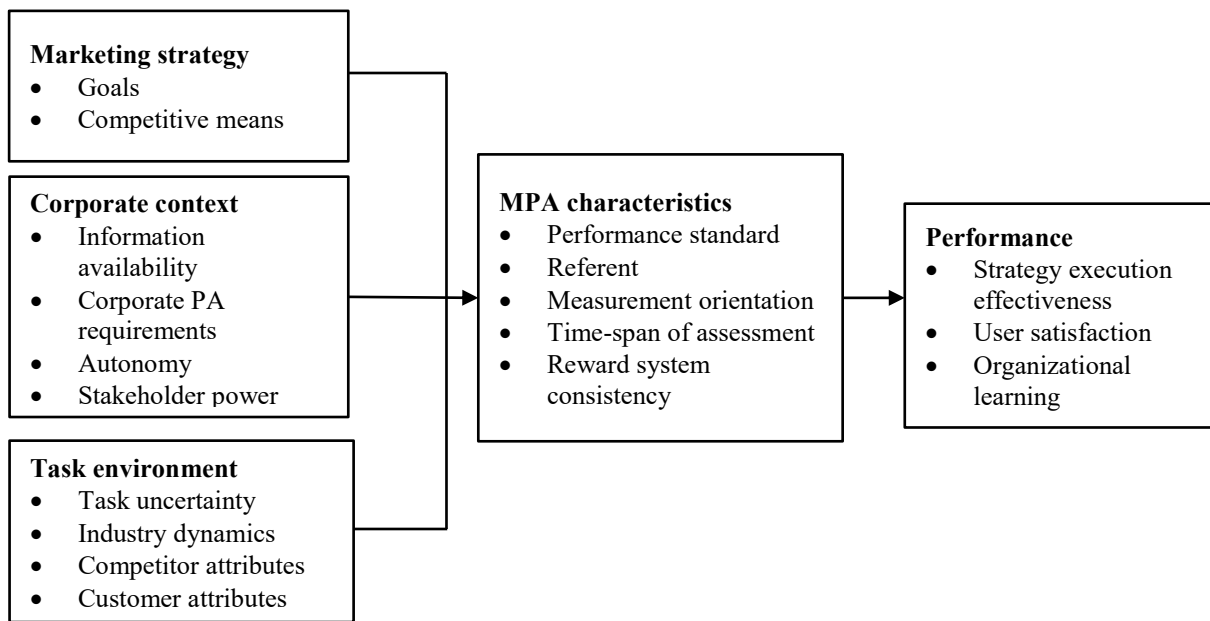 Marketing strategy
• Goals
• Competitive means
Corporate context
• Information
availability
• Corporate PA
requirements
• Autonomy
• Stakeholder power
Task environment
• Task uncertainty
• Industry dynamics
• Competitor attributes
• Customer attributes
MPA characteristics
• Performance standard
• Referent
• Measurement orientation
• Time-span of assessment
• Reward system
consistency
Performance
• Strategy execution
effectiveness
• User satisfaction
• Organizational
learning